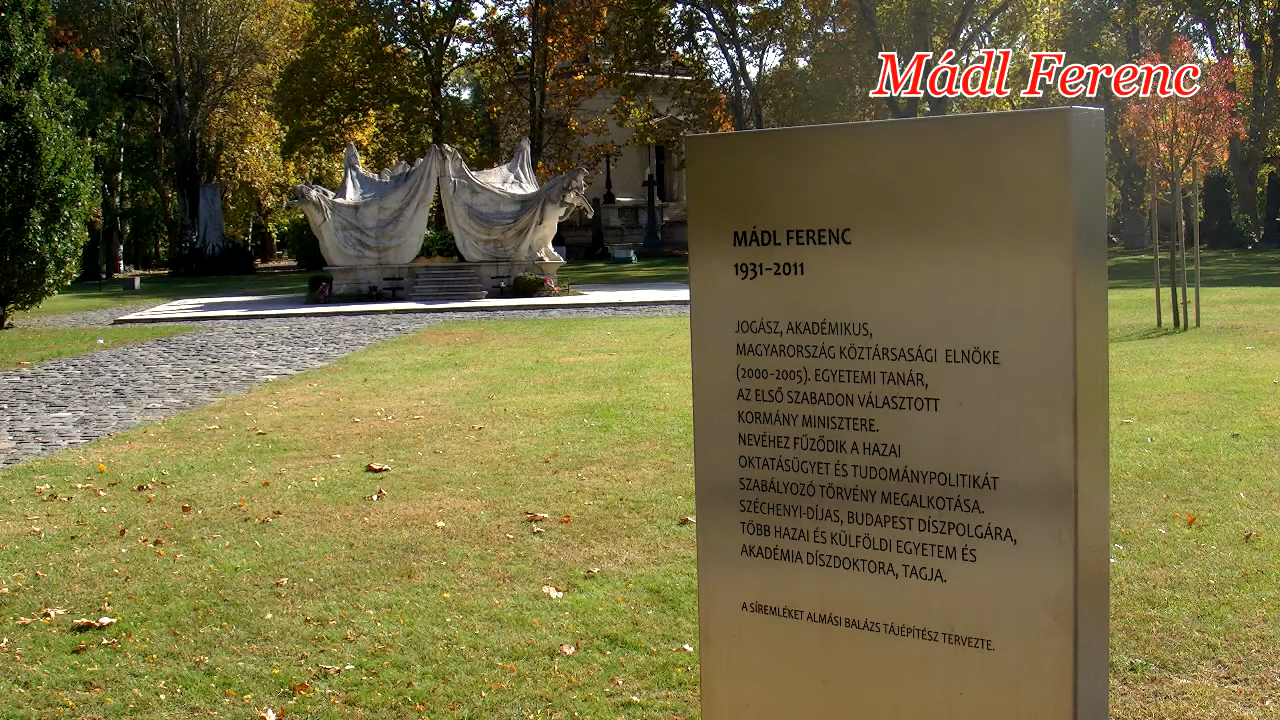 Mádl Ferenc
MÁDL FERENC
1931-2011
JOGÁSZ, AKADÉMIKUS,
MAGYARORSZÁG KÖZTÁRSASÁGI ELNÖKE
(2000-2005). EGYETEMI TANÁR,
AZ ELSŐ SZABADON VÁLASZTOTT
KORMÁNY MINISZTERE.
NEVÉHEZ FŰZŐDIK A HAZAI
OKTATÁSÜGYET ÉS TUDOMÁNYPOLITIKÁT
SZABÁLYOZÓ TÖRVÉNY MEGALKOTÁSA.
SZÉCHENYI-DÍJAS, BUDAPEST DÍSZPOLGÁRA,
TÖBB HAZAI ÉS KÜLFÖLDI EGYETEM ÉS
AKADÉMIA DÍSZDOKTORA, TAGJA.
A SÍREMLÉKET ALMÁSI BALÁZS TÁJÉPÍTÉSZ TERVEZTE.